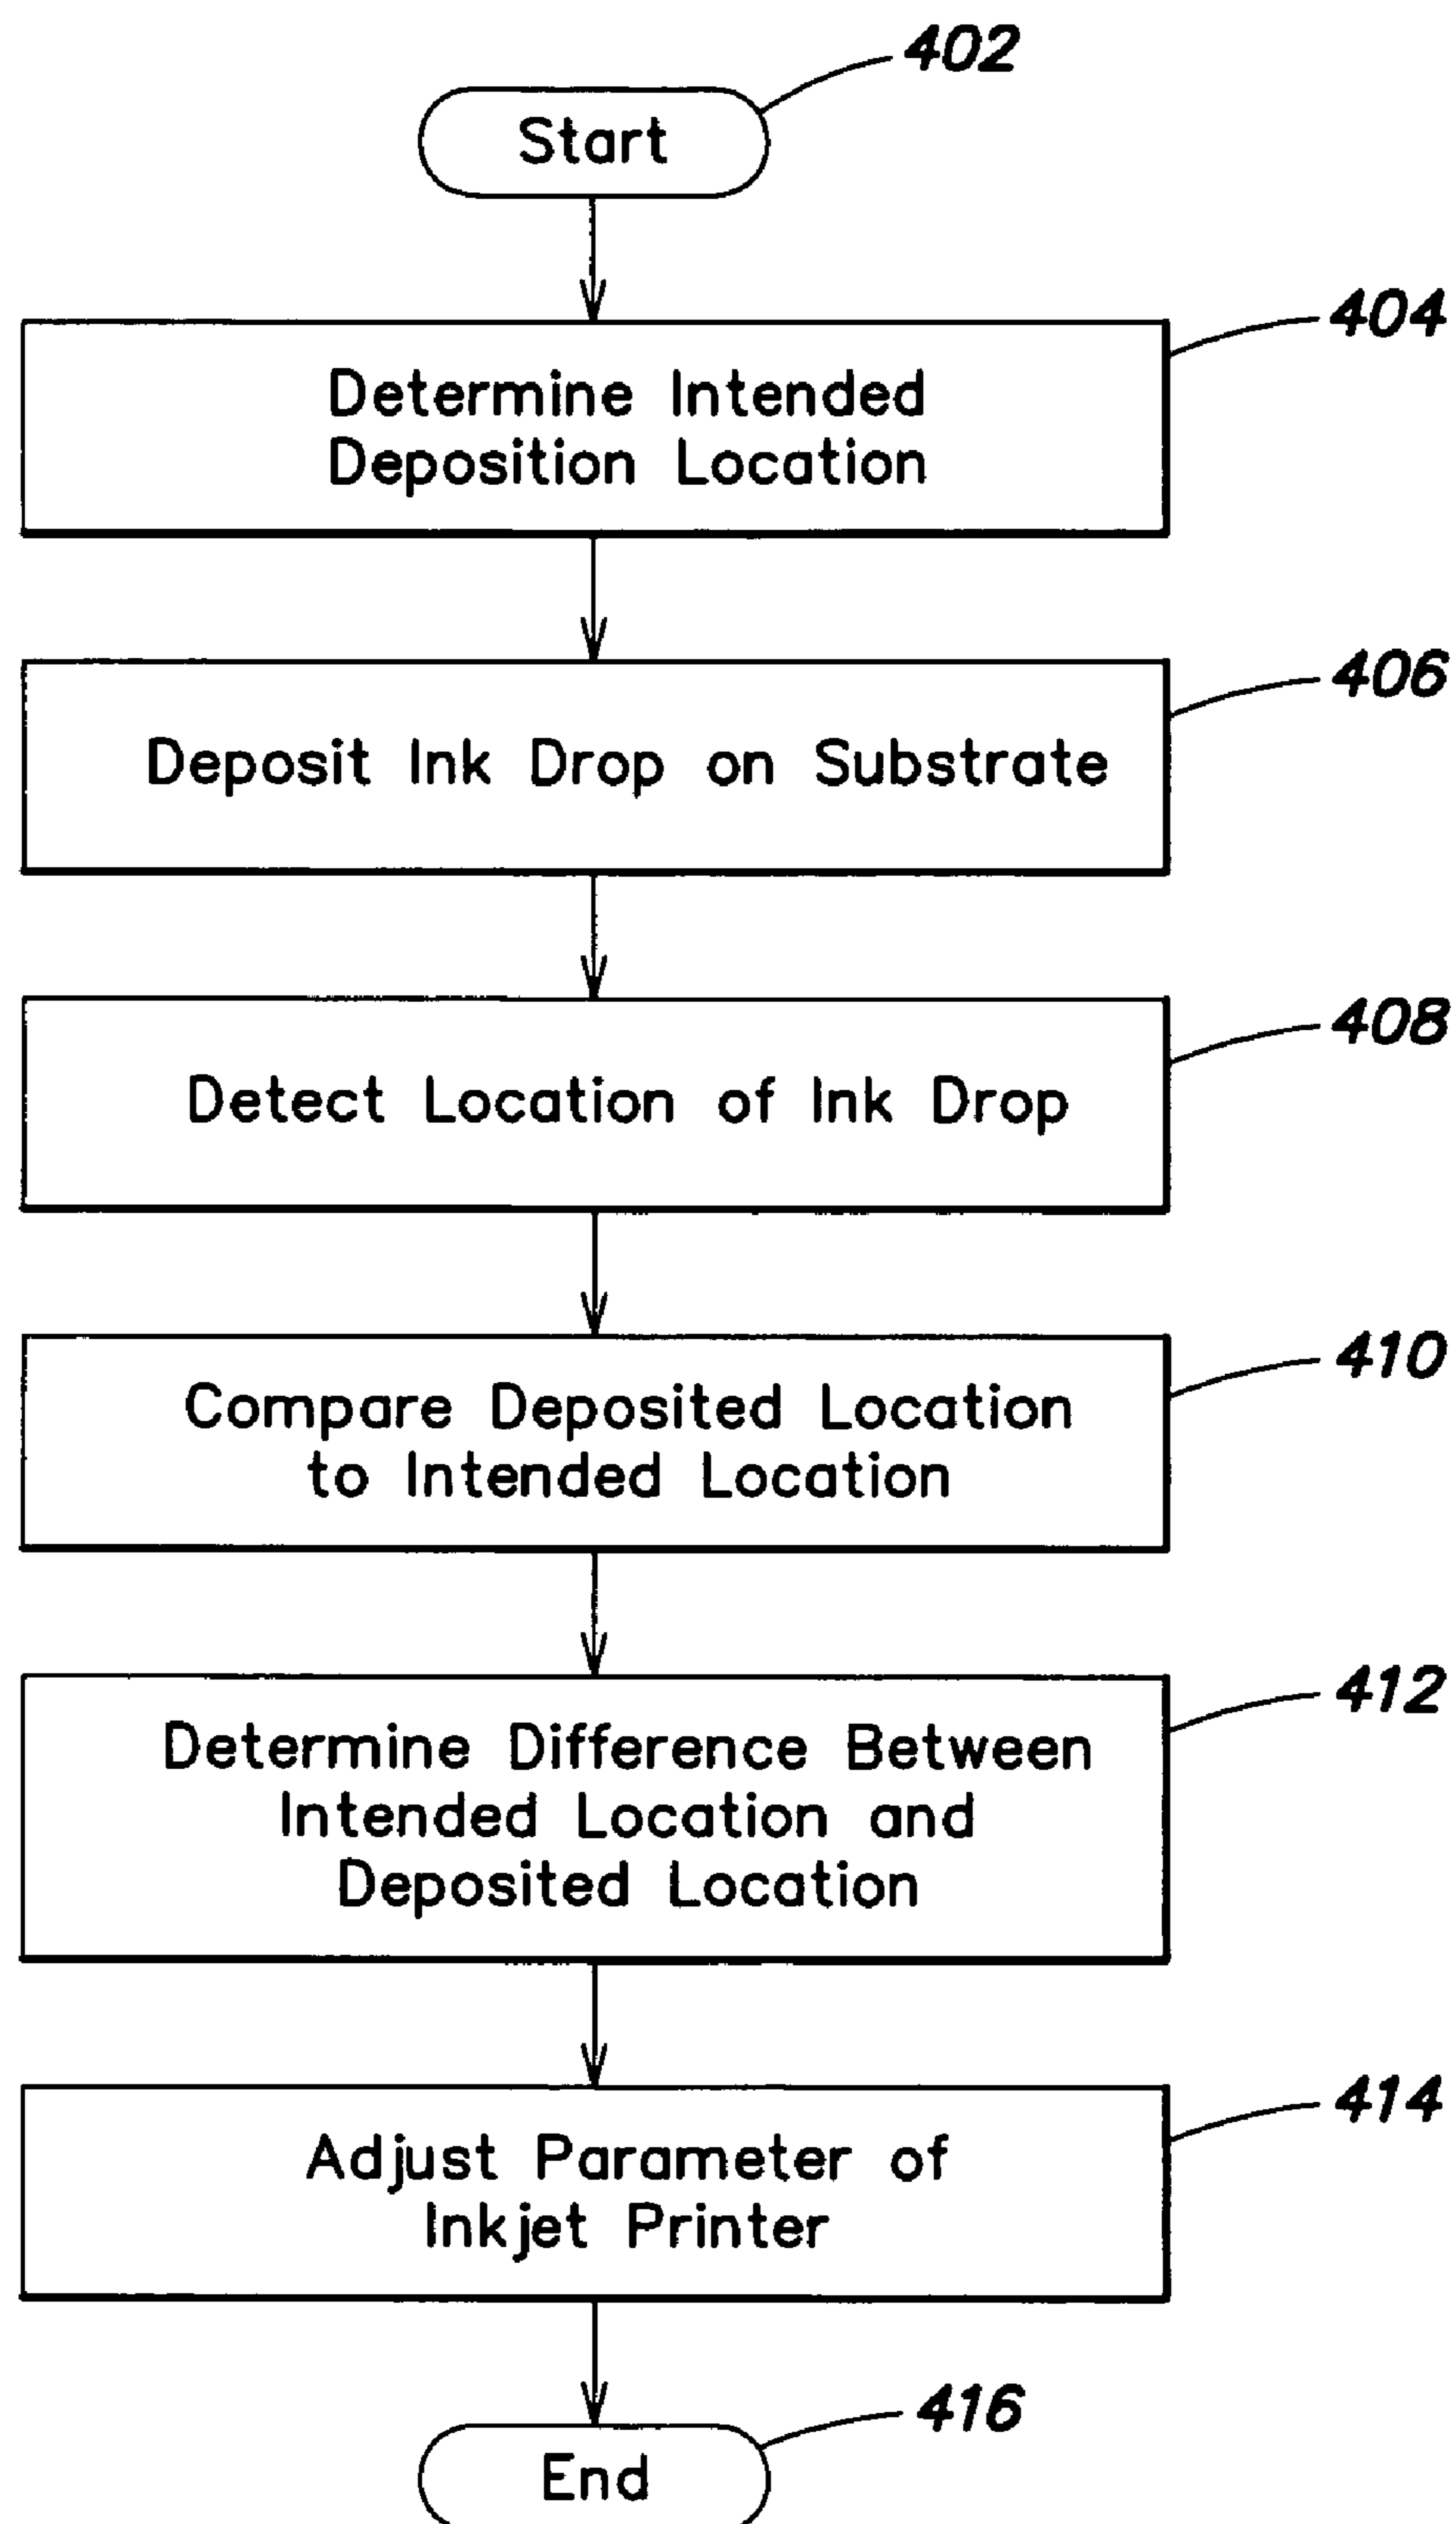 402
Start
404
Determine Intended
Deposition Location
406
Deposit Ink Drop on Substrate
408
Detect Location of Ink Drop
410
Compare Deposited Location
to Intended Location
412
Determine Difference Between
Intended Location and
Deposited Location
414
Adjust Parameter of
Inkjet Printer
416
End